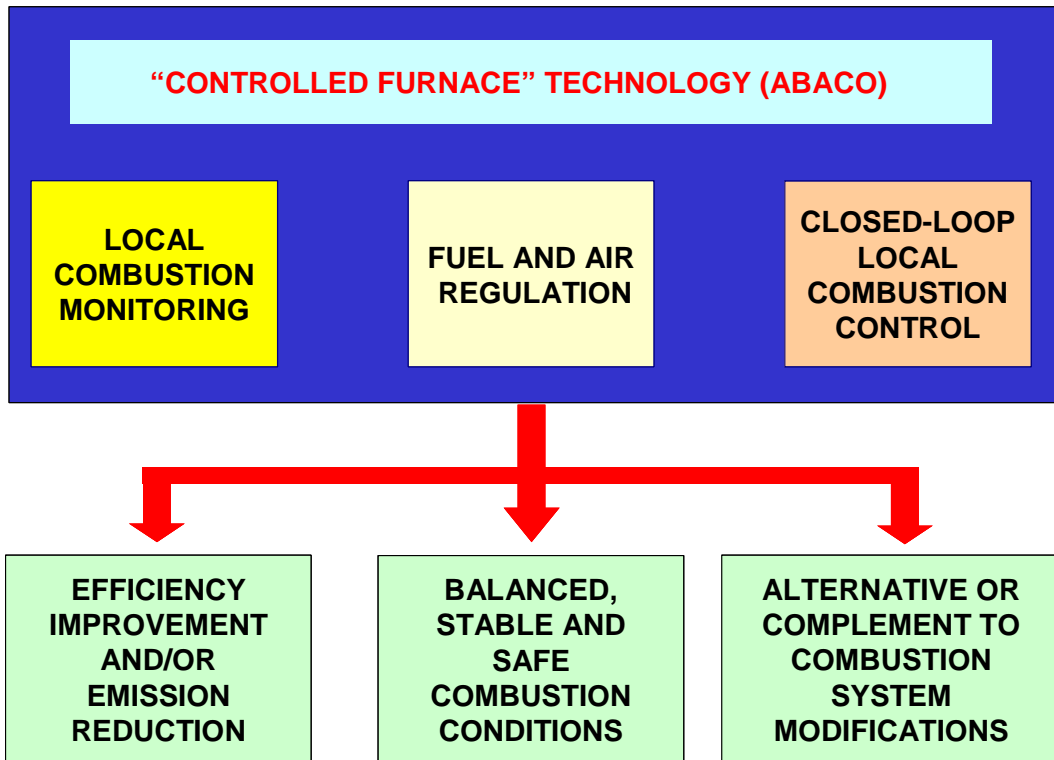 “CONTROLLED FURNACE” TECHNOLOGY (ABACO)
LOCAL
COMBUSTION
MONITORING
FUEL AND AIR
REGULATION
CLOSED-LOOP
LOCAL
COMBUSTION
CONTROL
EFFICIENCY
IMPROVEMENT
AND/OR
EMISSION
REDUCTION
BALANCED,
STABLE AND
SAFE
COMBUSTION
CONDITIONS
ALTERNATIVE OR
COMPLEMENT TO
COMBUSTION
SYSTEM
MODIFICATIONS